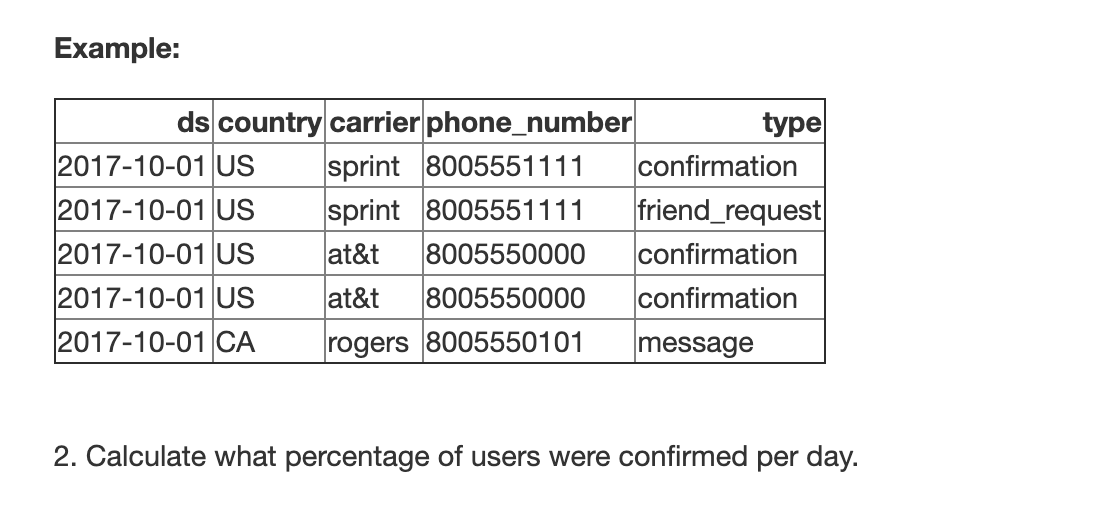 Example:
ds country carrier phone_number type
2017-10-01 US sprint 8005551111 confirmation
2017-10-01 US sprint 8005551111 friend_request
2017-10-01 US at&t 8005550000 confirmation
2017-10-01 US at&t 8005550000 confirmation
2017-10-01 CA rogers 8005550101 message
2. Calculate what percentage of users were confirmed per day.